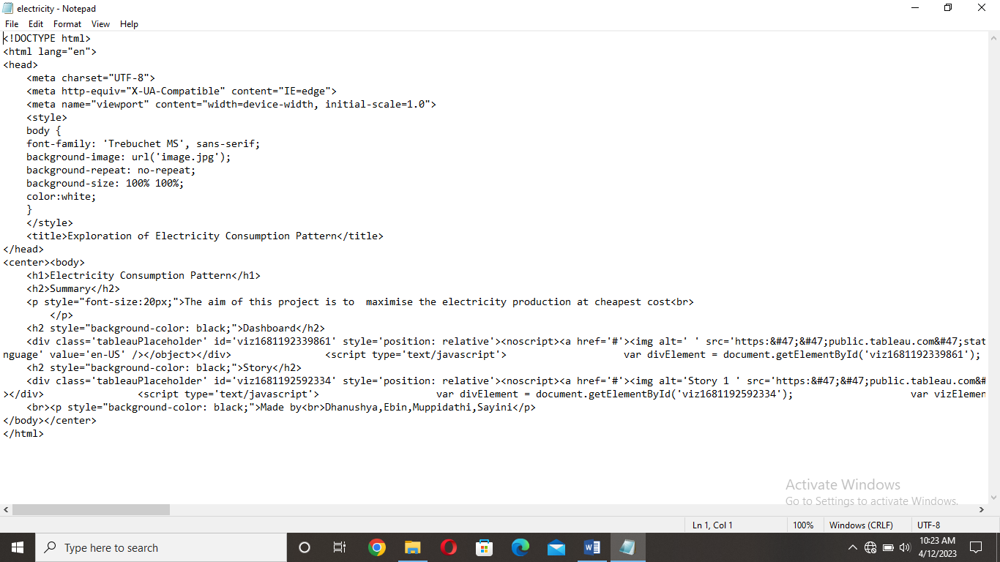 electricity - Notepad
File Edit Format View Help
<!DOCTYPE html>
<html lang="en">
<head>
    <meta charset="UTF-8">
    <meta http-equiv="X-UA-Compatible" content="IE=edge">
    <meta name="viewport" content="width=device-width, initial-scale=1.0">
    <style>
    body {
    font-family: 'Trebuchet MS', sans-serif;
    background-image: url('image.jpg');
    background-repeat: no-repeat;
    background-size: 100% 100%;
    color:white;
    }
    </style>
    <title>Exploration of Electricity Consumption Pattern</title>
</head>
<center><body>
    <h1>Electricity Consumption Pattern</h1>
    <h2>Summary</h2>
    <p style="font-size:20px;">The aim of this project is to  maximise the electricity production at cheapest cost<br>
        </p>
    <h2 style="background-color: black;">Dashboard</h2>
    <div class='tableauPlaceholder' id='viz1681192339861' style='position: relative'><noscript><a href='#'><img alt=' ' src='https:&#47;&#47;public.tableau.com&#47;stat
nguage' value='en-US' /></object></div>                <script type='text/javascript'>                    var divElement = document.getElementById('viz1681192339861');
    <h2 style="background-color: black;">Story</h2>
    <div class='tableauPlaceholder' id='viz1681192592334' style='position: relative'><noscript><a href='#'><img alt='Story 1 ' src='https:&#47;&#47;public.tableau.com&#
></div>                <script type='text/javascript'>                    var divElement = document.getElementById('viz1681192592334');                    var vizElemen
    <br><p style="background-color: black;">Made by<br>Dhanushya,Ebin,Muppidathi,Sayini</p>
</body></center>
</html>
Activate Windows
Go to Settings to activate Windows.
Ln 1, Col 1 100% Windows (CRLF) UTF-8
Type here to search
10:23 AM
4/12/2023